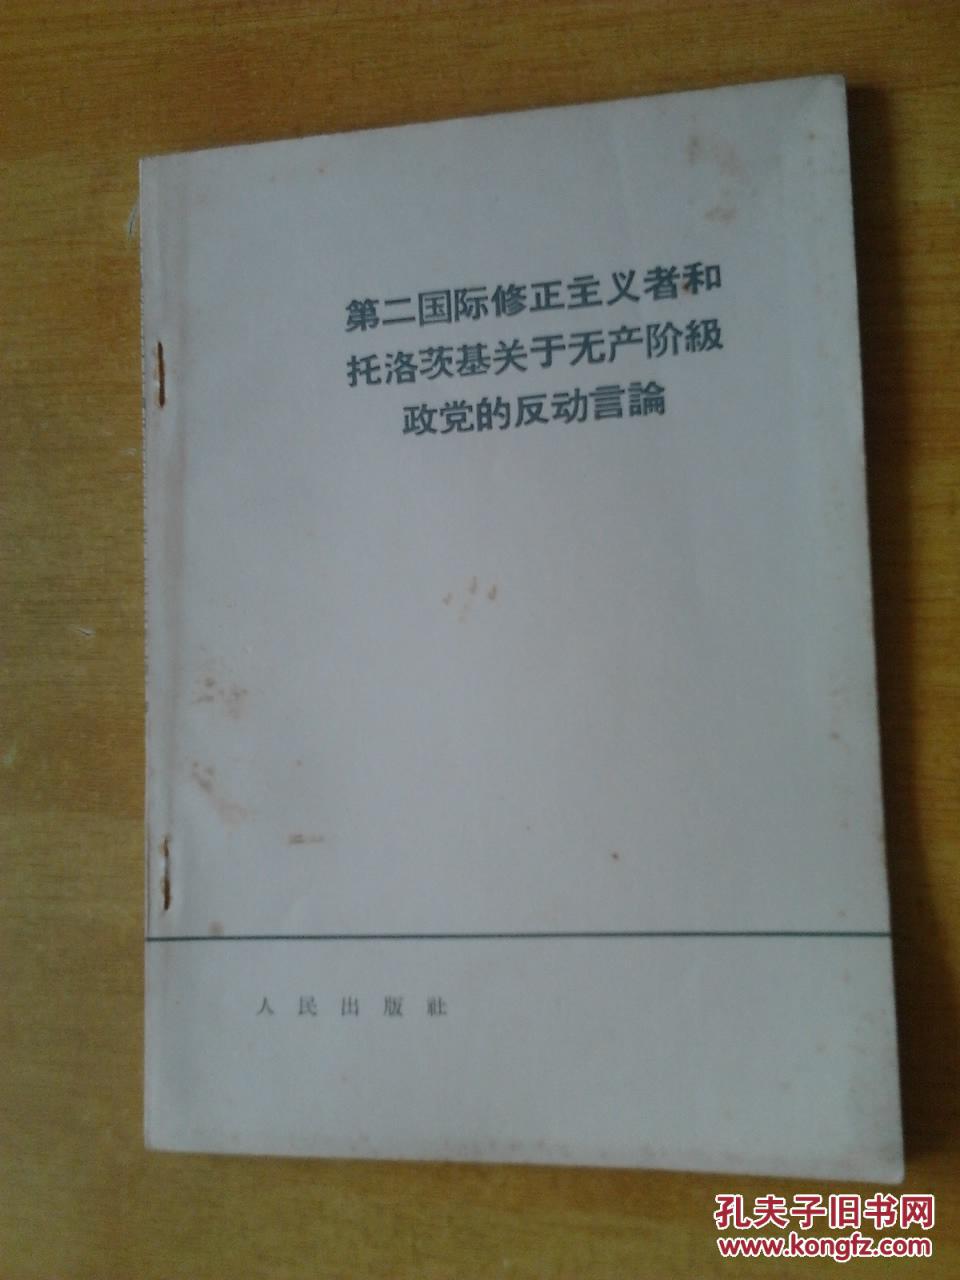 第二国际修正主义者和
托洛茨基关于无产阶級
政党的反动言論
人民出版社
孔夫子旧书网
www.kongfz.com